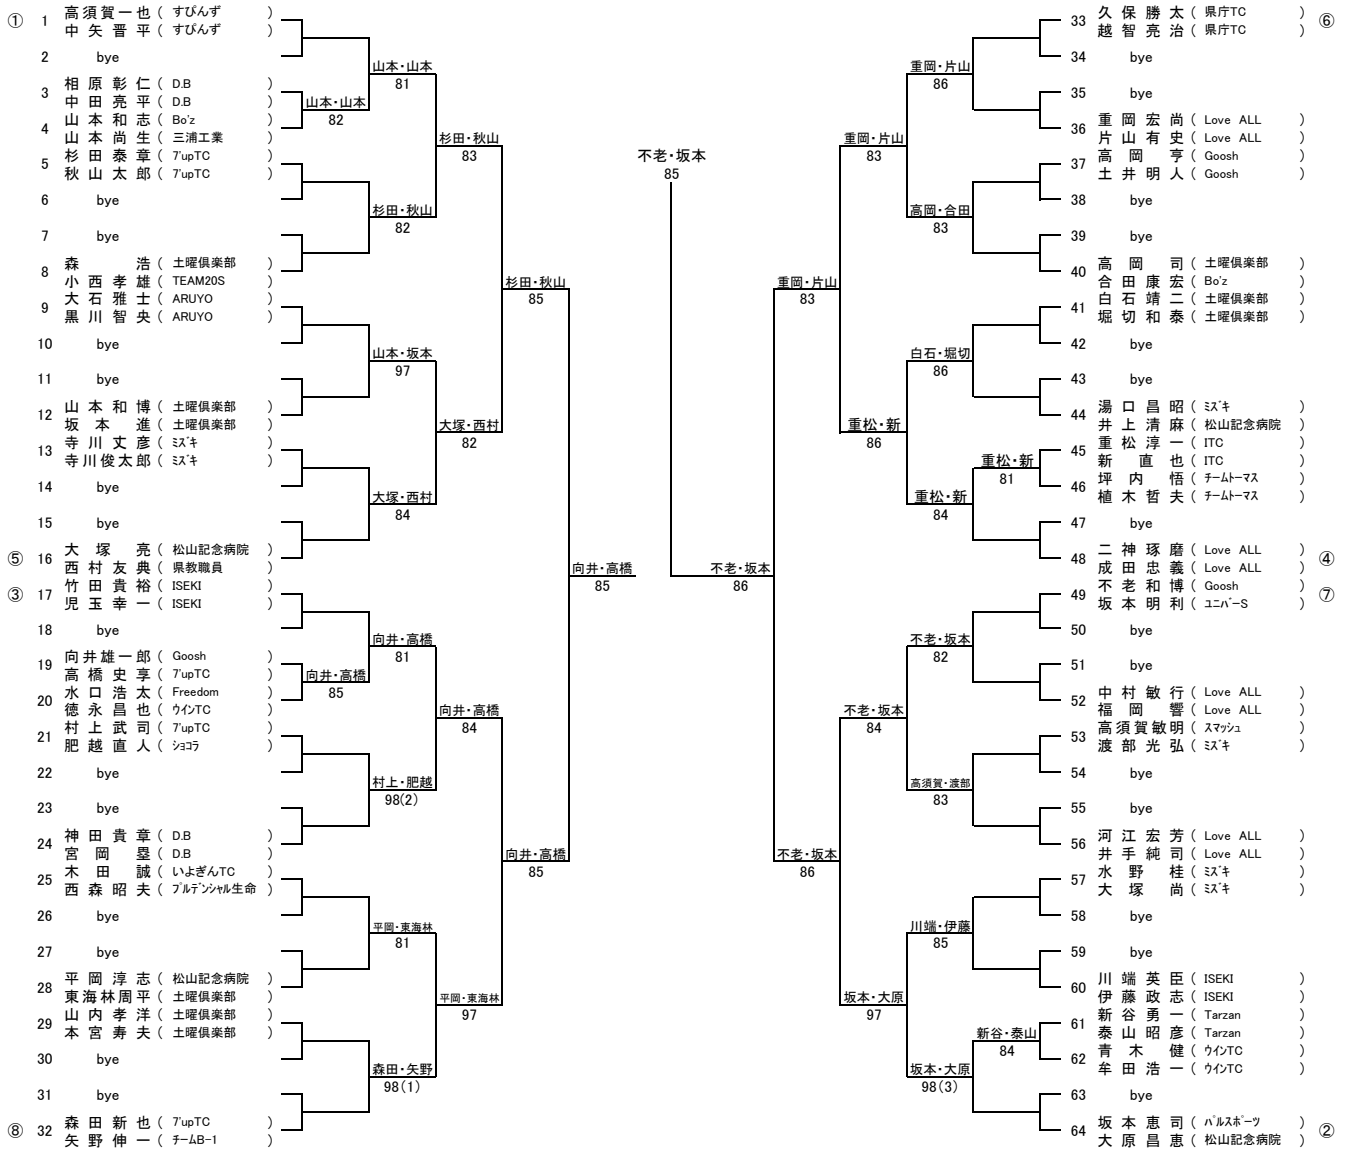 ① 1 高須賀一也 ( すぴんず )
中矢晋平 ( すぴんず )
2 bye
3 相原彰仁 ( D.B )
中田亮平 ( D.B )
4 山本和志 ( Bo'z )
山本尚生 ( 三浦工業 )
5 杉田泰章 ( 7'upTC )
秋山太郎 ( 7'upTC )
6 bye
7 bye
8 森浩 ( 土曜倶楽部 )
小西孝雄 ( TEAM20S )
9 大石雅士 ( ARUYO )
黒川智央 ( ARUYO )
10 bye
11 bye
12 山本和博 ( 土曜倶楽部 )
坂本進 ( 土曜倶楽部 )
13 寺川丈彦 ( ﾐｽﾞｷ )
寺川俊太郎 ( ﾐｽﾞｷ )
14 bye
15 bye
⑤ 16 大塚亮 ( 松山記念病院 )
西村友典 ( 県教職員 )
③ 17 竹田貴裕 ( ISEKI )
児玉幸一 ( ISEKI )
18 bye
19 向井雄一郎 ( Goosh )
高橋史享 ( 7'upTC )
20 水口浩太 ( Freedom )
徳永昌也 ( ｳｲﾝTC )
21 村上武司 ( 7'upTC )
肥越直人 ( ｼｮｺﾗ )
22 bye
23 bye
24 神田貴章 ( D.B )
宮岡塁 ( D.B )
25 木田誠 ( いよぎんTC )
西森昭夫 ( ﾌﾟﾙﾃﾞﾝｼｬﾙ生命 )
26 bye
27 bye
28 平岡淳志 ( 松山記念病院 )
東海林周平 ( 土曜倶楽部 )
29 山内孝洋 ( 土曜倶楽部 )
本宮寿夫 ( 土曜倶楽部 )
30 bye
31 bye
⑧ 32 森田新也 ( 7'upTC )
矢野伸一 ( ﾁｰﾑB-1 )
山本・山本
82
向井・高橋
85
山本・山本
81
杉田・秋山
82
山本・坂本
97
大塚・西村
84
向井・高橋
81
村上・肥越
98(2)
平岡・東海林
81
森田・矢野
98(1)
杉田・秋山
83
大塚・西村
82
向井・高橋
84
平岡・東海林
97
杉田・秋山
85
向井・高橋
85
向井・高橋
85
不老・坂本
85
不老・坂本
86
重岡・片山
83
不老・坂本
86
重岡・片山
83
重松・新
86
不老・坂本
84
坂本・大原
97
重岡・片山
86
高岡・合田
83
白石・堀切
86
重松・新
84
不老・坂本
82
高須賀・渡部
83
川端・伊藤
85
坂本・大原
98(3)
重松・新
81
新谷・泰山
84
33 久保勝太 ( 県庁TC ) ⑥
越智亮治 ( 県庁TC )
34 bye
35 bye
36 重岡宏尚 ( Love ALL )
片山有史 ( Love ALL )
37 高岡亨 ( Goosh )
土井明人 ( Goosh )
38 bye
39 bye
40 高岡司 ( 土曜倶楽部 )
合田康宏 ( Bo'z )
41 白石靖二 ( 土曜倶楽部 )
堀切和泰 ( 土曜倶楽部 )
42 bye
43 bye
44 湯口昌昭 ( ﾐｽﾞｷ )
井上清麻 ( 松山記念病院 )
45 重松淳一 ( ITC )
新直也 ( ITC )
46 坪内悟 ( ﾁｰﾑﾄｰﾏｽ )
植木哲夫 ( ﾁｰﾑﾄｰﾏｽ )
47 bye
48 二神琢磨 ( Love ALL ) ④
成田忠義 ( Love ALL )
49 不老和博 ( Goosh ) ⑦
坂本明利 ( ﾕﾆﾊﾞｰS )
50 bye
51 bye
52 中村敏行 ( Love ALL )
福岡響 ( Love ALL )
53 高須賀敏明 ( ｽﾏｯｼｭ )
渡部光弘 ( ﾐｽﾞｷ )
54 bye
55 bye
56 河江宏芳 ( Love ALL )
井手純司 ( Love ALL )
57 水野桂 ( ﾐｽﾞｷ )
大塚尚 ( ﾐｽﾞｷ )
58 bye
59 bye
60 川端英臣 ( ISEKI )
伊藤政志 ( ISEKI )
61 新谷勇一 ( Tarzan )
泰山昭彦 ( Tarzan )
62 青木健 ( ｳｲﾝTC )
牟田浩一 ( ｳｲﾝTC )
63 bye
64 坂本恵司 ( ﾊﾟﾙｽﾎﾟｰﾂ ) ②
大原昌恵 ( 松山記念病院 )